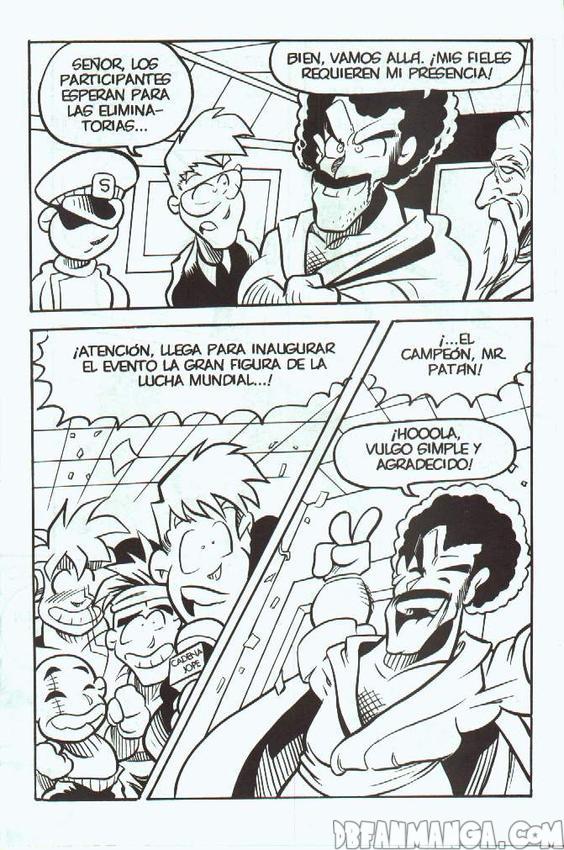 SEÑOR, LOS
PARTICIPANTES
ESPERAN PARA
LAS ELIMINA-
TORIAS...
BIEN, VAMOS ALLÁ. ¡MIS FIELES
REQUIEREN MI PRESENCIA!
S
¡ATENCIÓN, LLEGA PARA INAUGURAR
EL EVENTO LA GRAN FIGURA DE LA
LUCHA MUNDIAL...!
CADENA
JOPE
¡...EL
CAMPEÓN, MR.
PATÁN!
¡HOOOLA,
VULGO SIMPLE Y
AGRADECIDO!
DBFANMANGA.COM